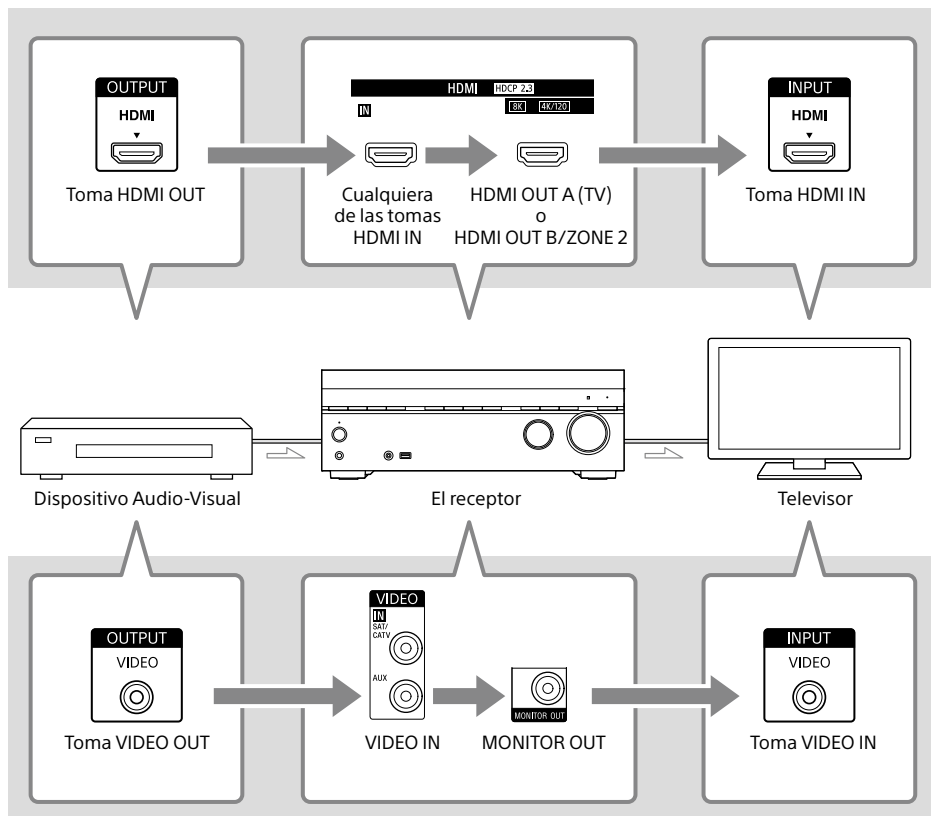 OUTPUT
HDMI
Toma HDMI OUT
HDMI HDCP 2.3
IN
8K 4K/120
Cualquiera
de las tomas
HDMI IN
HDMI OUT A (TV)
o
HDMI OUT B/ZONE 2
INPUT
HDMI
Toma HDMI IN
Dispositivo Audio-Visual
El receptor
Televisor
OUTPUT
VIDEO
Toma VIDEO OUT
VIDEO
IN
SAT/
CATV
AUX
VIDEO IN
MONITOR OUT
MONITOR OUT
INPUT
VIDEO
Toma VIDEO IN